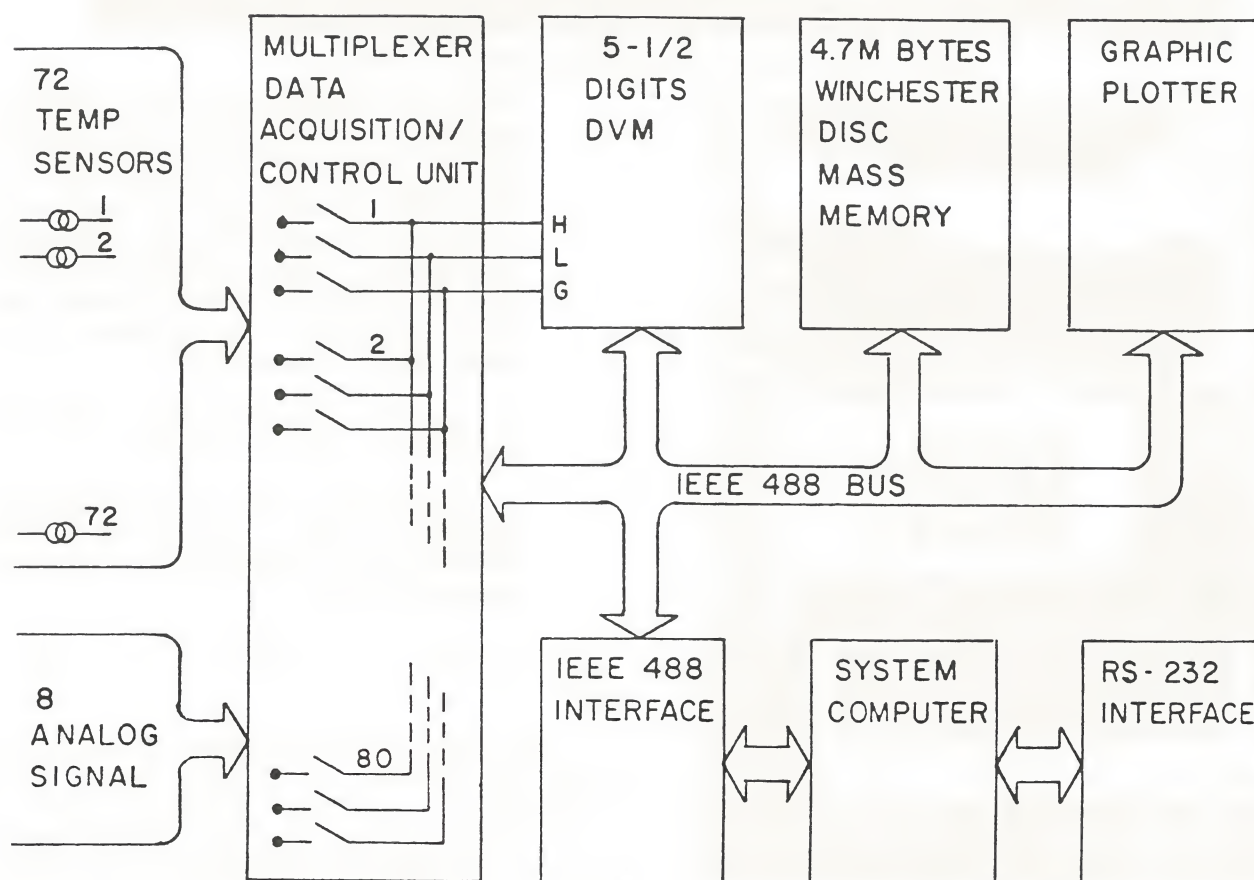 72
TEMP
SENSORS
1
2
72
8
ANALOG
SIGNAL
MULTIPLEXER
DATA
ACQUISITION/
CONTROL UNIT
1
2
80
5-1/2
DIGITS
DVM
H
L
G
4.7M BYTES
WINCHESTER
DISC
MASS
MEMORY
GRAPHIC
PLOTTER
IEEE 488 BUS
IEEE 488
INTERFACE
SYSTEM
COMPUTER
RS-232
INTERFACE